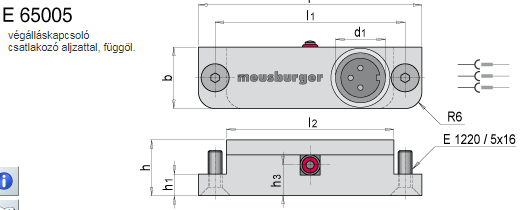 E 65005
végálláskapcsoló
csatlakozó aljzattal, függől.
l1
d1
b
meusburger
R6
l2
E 1220 / 5x16
h
h1
h3